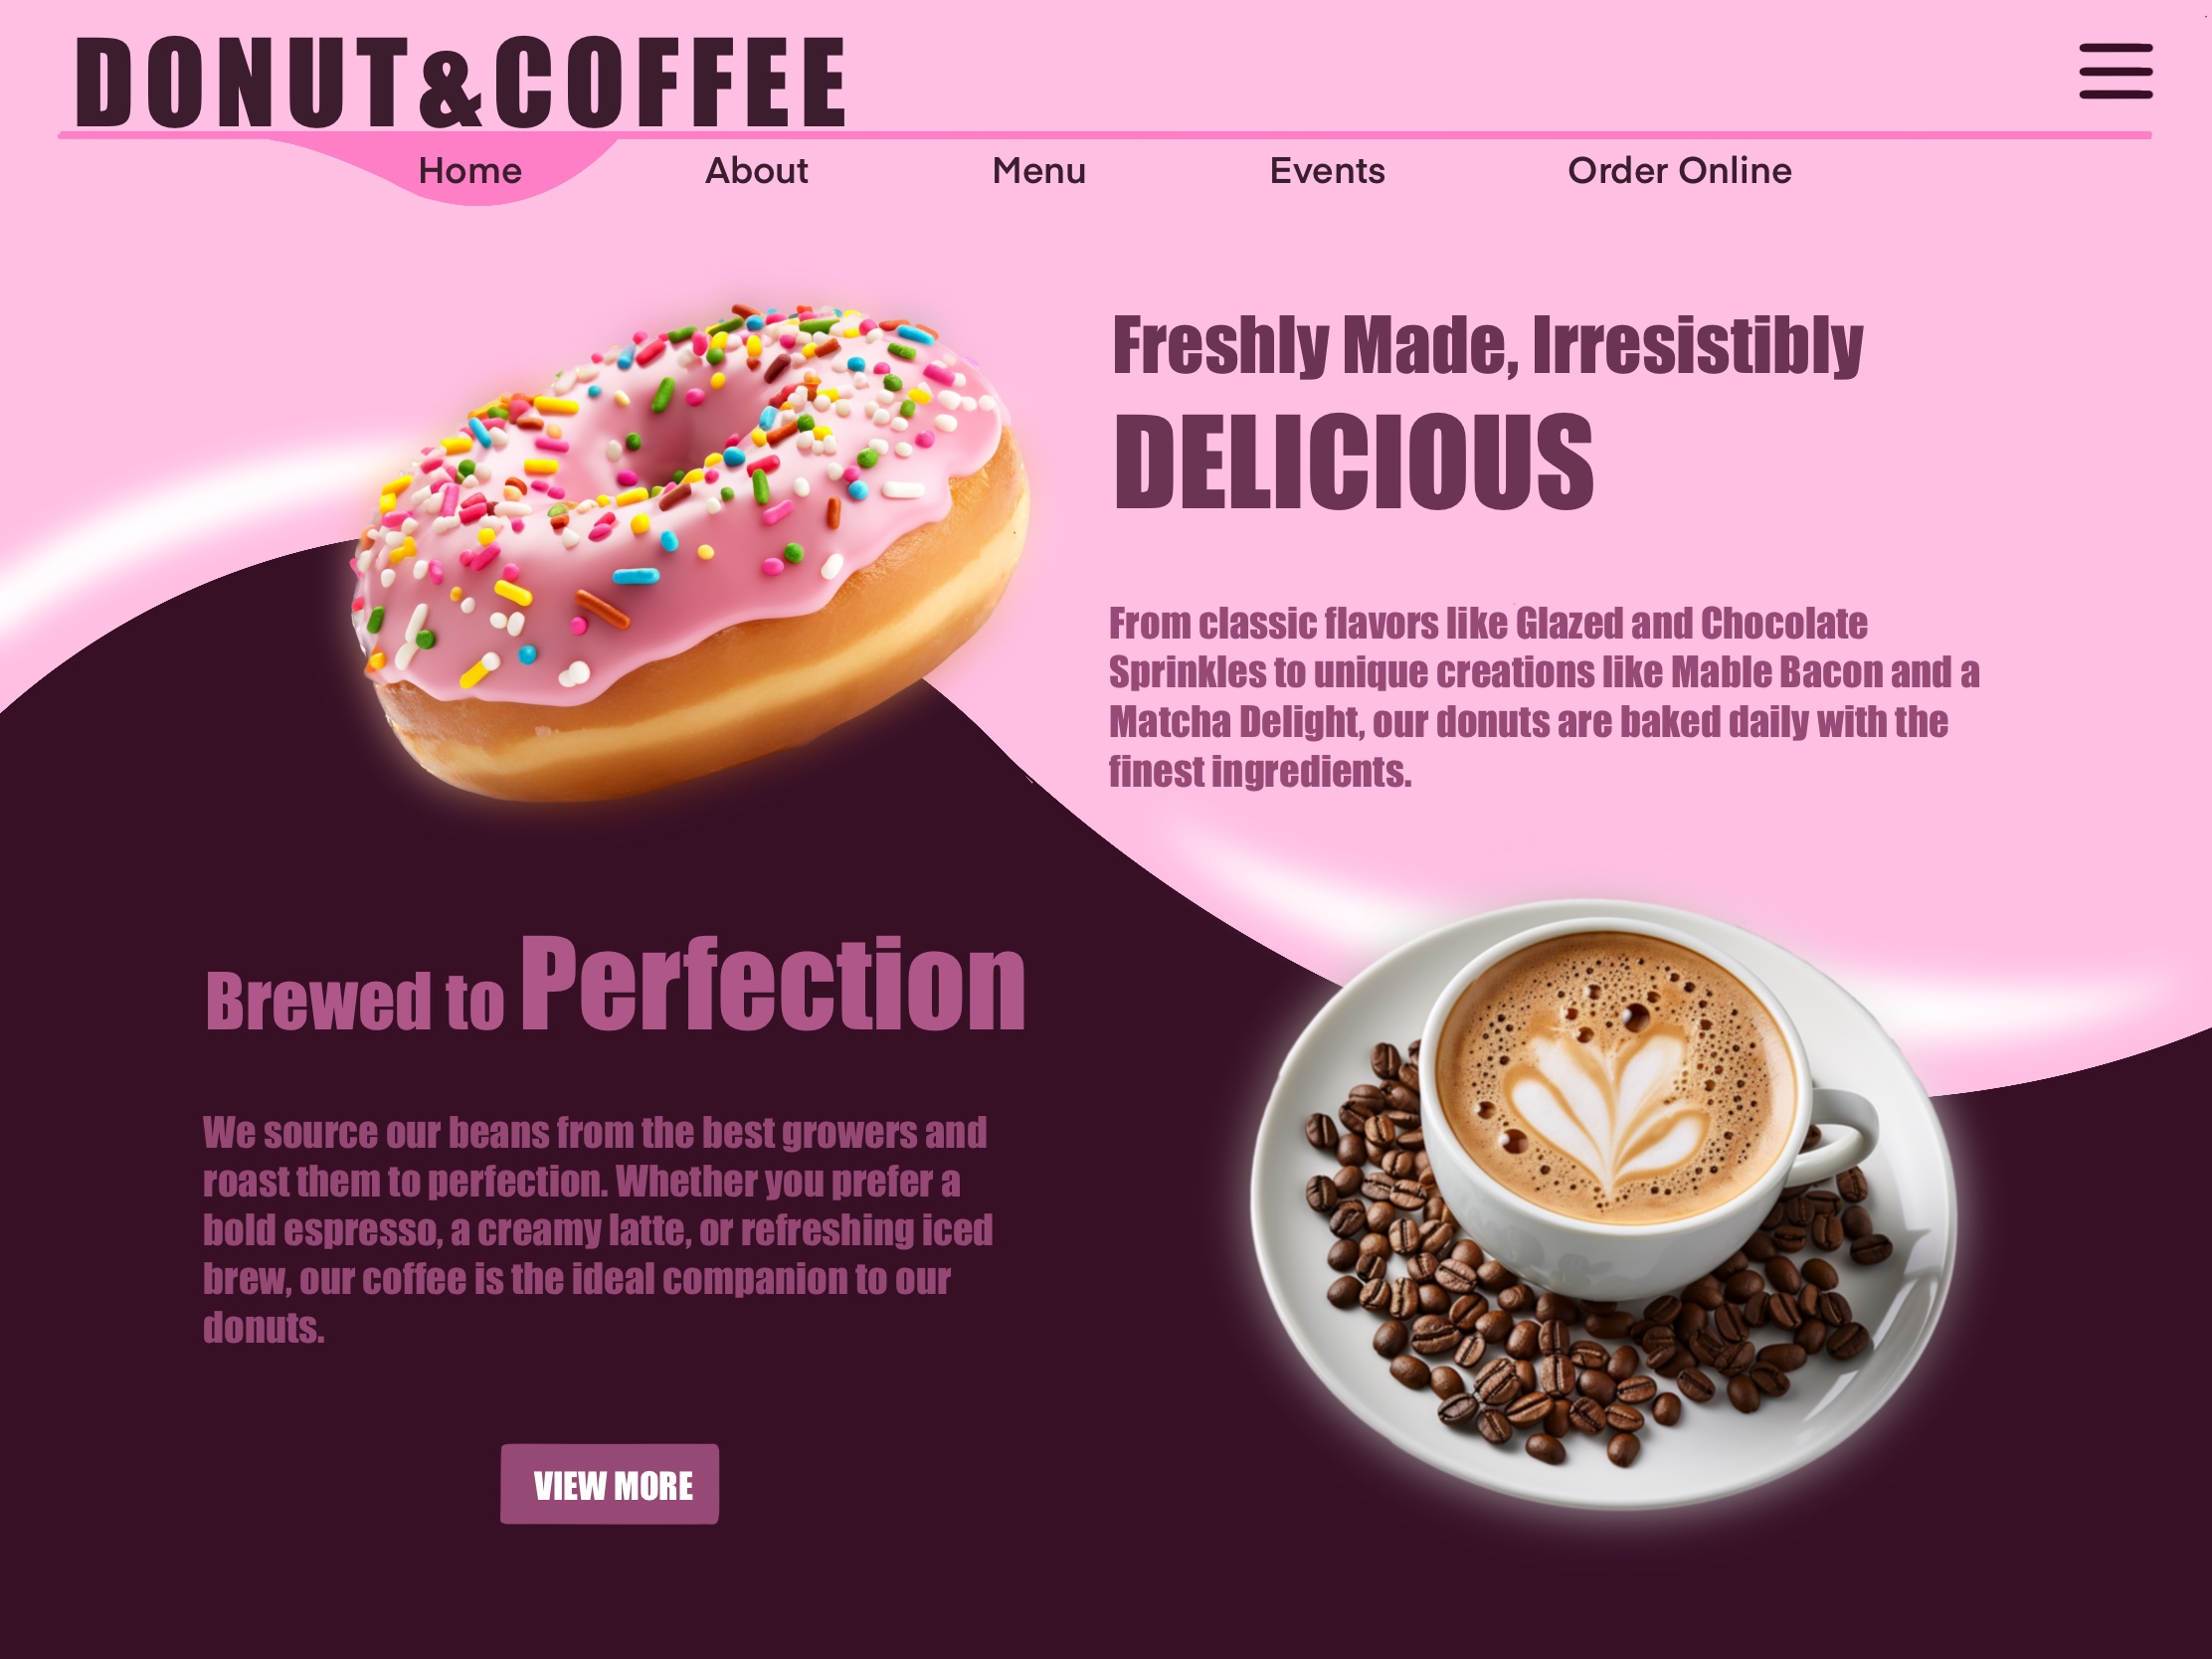 DONUT&COFFEE
Home
About
Menu
Events
Order Online
Freshly Made, Irresistibly
DELICIOUS
From classic flavors like Glazed and Chocolate
Sprinkles to unique creations like Mable Bacon and a
Matcha Delight, our donuts are baked daily with the
finest ingredients.
Brewed to Perfection
We source our beans from the best growers and
roast them to perfection. Whether you prefer a
bold espresso, a creamy latte, or refreshing iced
brew, our coffee is the ideal companion to our
donuts.
VIEW MORE